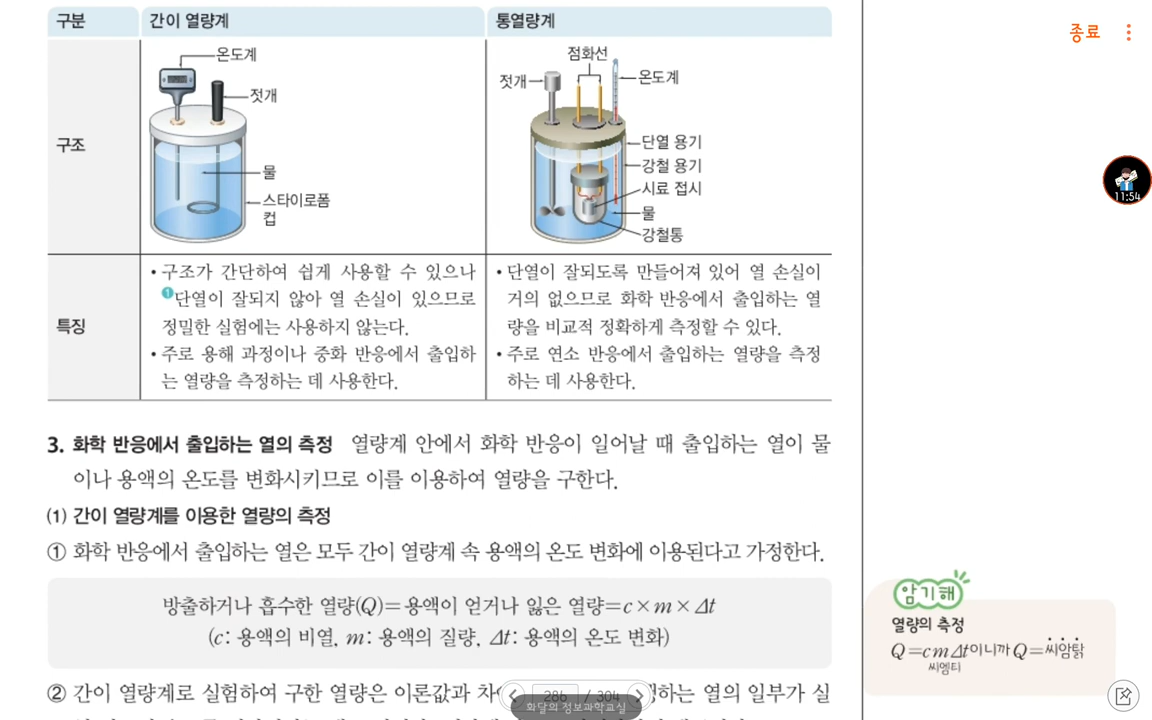 구분 간이 열량계 통열량계
구조
온도계
젓개
물
스타이로폼
컵
점화선
젓개
온도계
단열 용기
강철 용기
시료 접시
물
강철통
특징
• 구조가 간단하여 쉽게 사용할 수 있으나
❶단열이 잘되지 않아 열 손실이 있으므로
정밀한 실험에는 사용하지 않는다.
• 주로 용해 과정이나 중화 반응에서 출입하
는 열량을 측정하는 데 사용한다.
• 단열이 잘되도록 만들어져 있어 열 손실이
거의 없으므로 화학 반응에서 출입하는 열
량을 비교적 정확하게 측정할 수 있다.
• 주로 연소 반응에서 출입하는 열량을 측정
하는 데 사용한다.
3. 화학 반응에서 출입하는 열의 측정 열량계 안에서 화학 반응이 일어날 때 출입하는 열이 물
이나 용액의 온도를 변화시키므로 이를 이용하여 열량을 구한다.
(1) 간이 열량계를 이용한 열량의 측정
① 화학 반응에서 출입하는 열은 모두 간이 열량계 속 용액의 온도 변화에 이용된다고 가정한다.
방출하거나 흡수한 열량(Q)=용액이 얻거나 잃은 열량=c×m×Δt
(c: 용액의 비열, m: 용액의 질량, Δt: 용액의 온도 변화)
② 간이 열량계로 실험하여 구한 열량은 이론값과 하는 열의 일부가 실
286 / 304
화달의 정보과학교실
종료
11:54
암기해
열량의 측정
Q=cmΔt이니까 Q=씨암탉
씨엠티